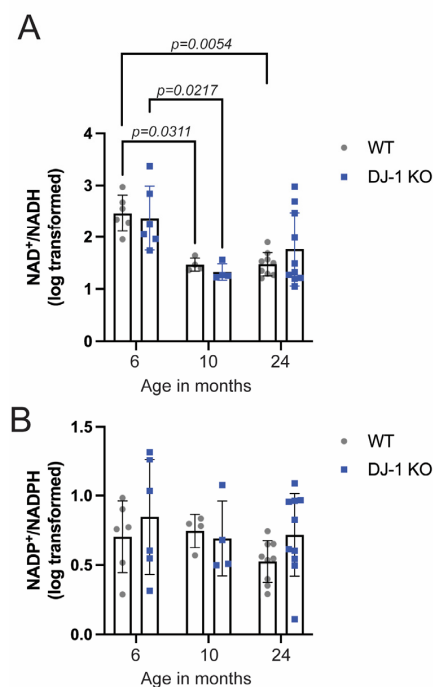 A
p=0.0054
p=0.0217
p=0.0311
NAD⁺/NADH
(log transformed)
4
3
2
1
0
6
10
24
Age in months
WT
DJ-1 KO
B
NADP⁺/NADPH
(log transformed)
1.5
1.0
0.5
0.0
6
10
24
Age in months
WT
DJ-1 KO